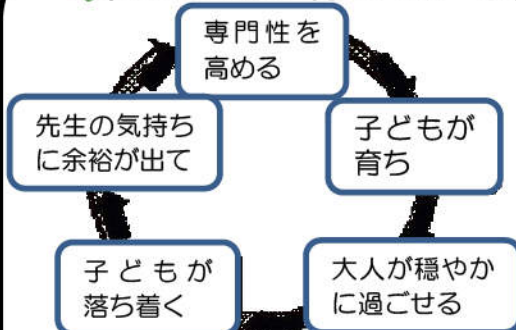 専門性を
高める
子どもが
育ち
大人が穏やか
に過ごせる
子どもが
落ち着く
先生の気持ち
に余裕が出て